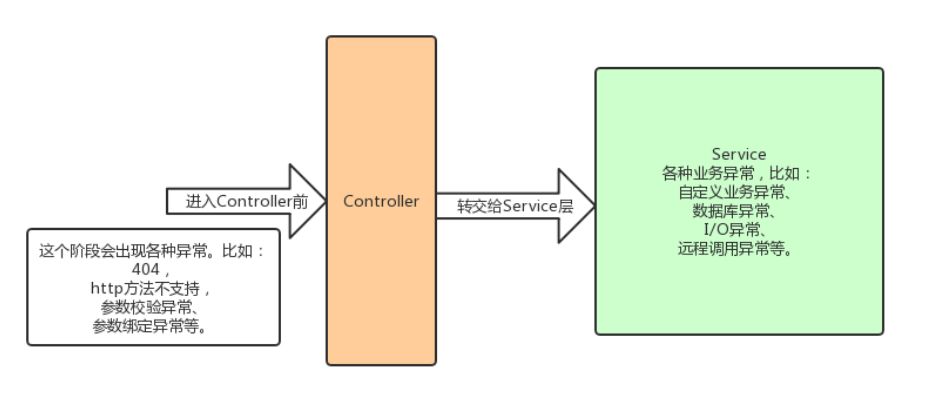 进入Controller前
这个阶段会出现各种异常。比如：
404，
http方法不支持，
参数校验异常、
参数绑定异常等。
Controller
转交给Service层
Service
各种业务异常，比如：
自定义业务异常、
数据库异常、
I/O异常、
远程调用异常等。